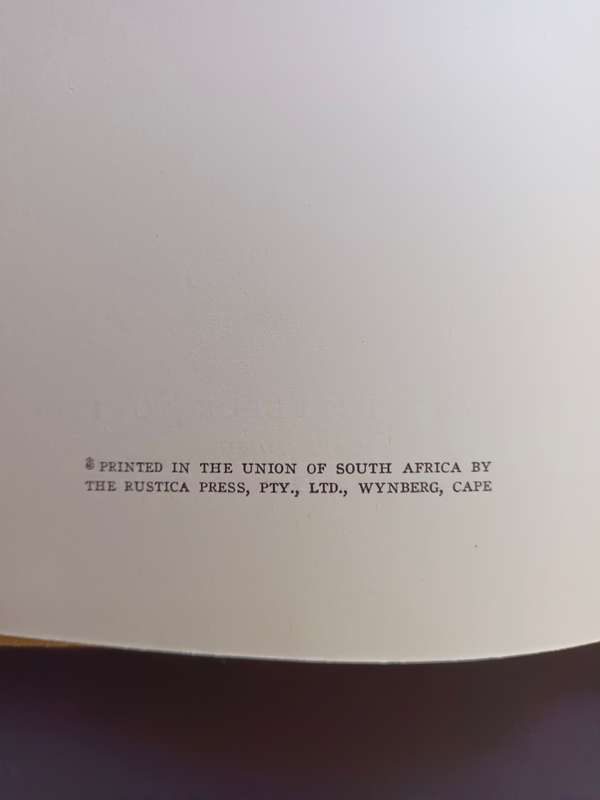 PRINTED IN THE UNION OF SOUTH AFRICA BY
THE RUSTICA PRESS, PTY., LTD., WYNBERG, CAPE